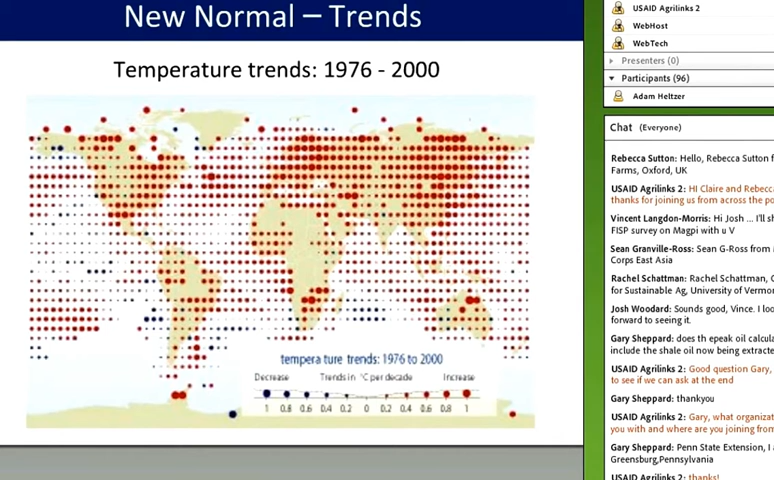 New Normal – Trends
Temperature trends: 1976 - 2000
tempera ture trends: 1976 to 2000
Decrease Trends in °C per decade Increase
1 0.8 0.6 0.4 0.2 0 0.2 0.4 0.6 0.8 1
USAID Agrilinks 2
WebHost
WebTech
Presenters (0)
Participants (96)
Adam Heltzer
Chat (Everyone)
Rebecca Sutton: Hello, Rebecca Sutton f
Farms, Oxford, UK
USAID Agrilinks 2: HI Claire and Rebecca
thanks for joining us from across the po
Vincent Langdon-Morris: Hi Josh ... I'll sh
FISP survey on Magpi with u V
Sean Granville-Ross: Sean G-Ross from
Corps East Asia
Rachel Schattman: Rachel Schattman, C
for Sustainable Ag, University of Vermo
Josh Woodard: Sounds good, Vince. I loo
forward to seeing it.
Gary Sheppard: does th epeak oil calcula
include the shale oil now being extracte
USAID Agrilinks 2: Good question Gary,
to see if we can ask at the end
Gary Sheppard: thankyou
USAID Agrilinks 2: Gary, what organizat
you with and where are you joining from
Gary Sheppard: Penn State Extension, I a
Greensburg,Pennsylvania
USAID Agrilinks 2: thanks!